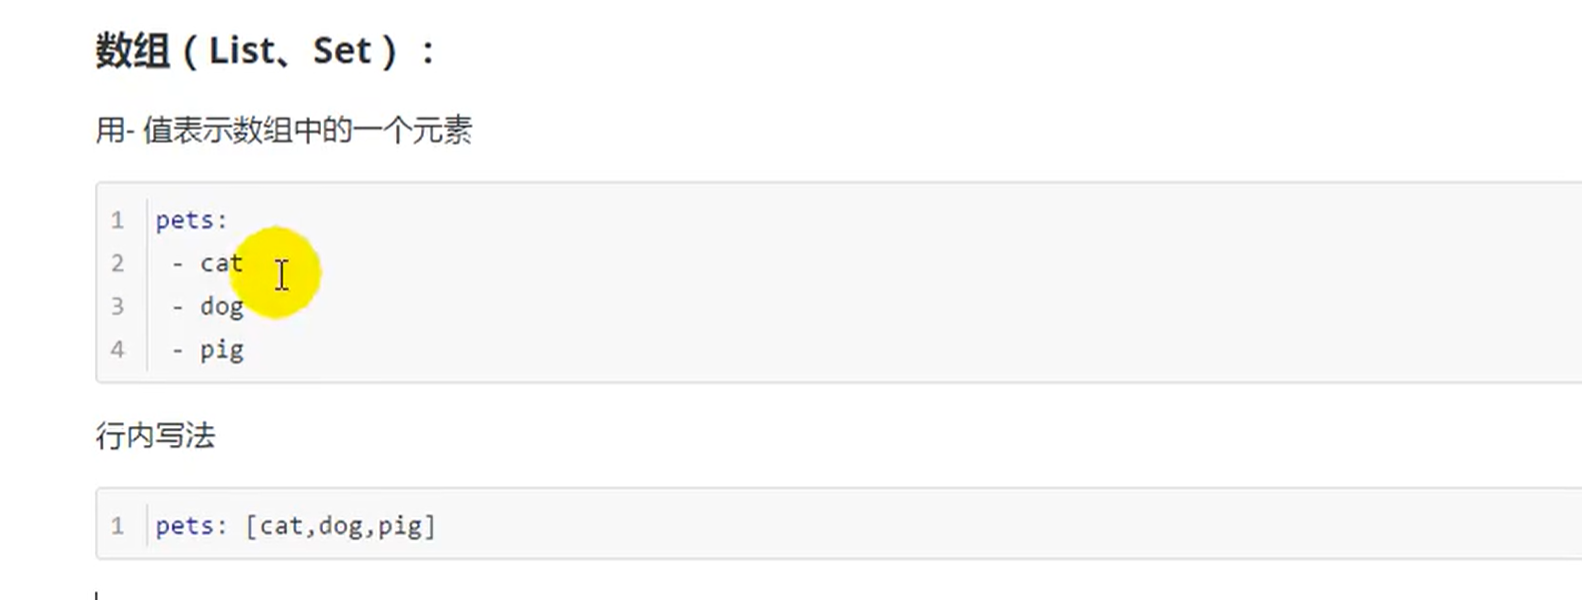 数组（List、Set）：
用- 值表示数组中的一个元素
1 pets:
2  - cat
3  - dog
4  - pig
行内写法
1 pets: [cat,dog,pig]